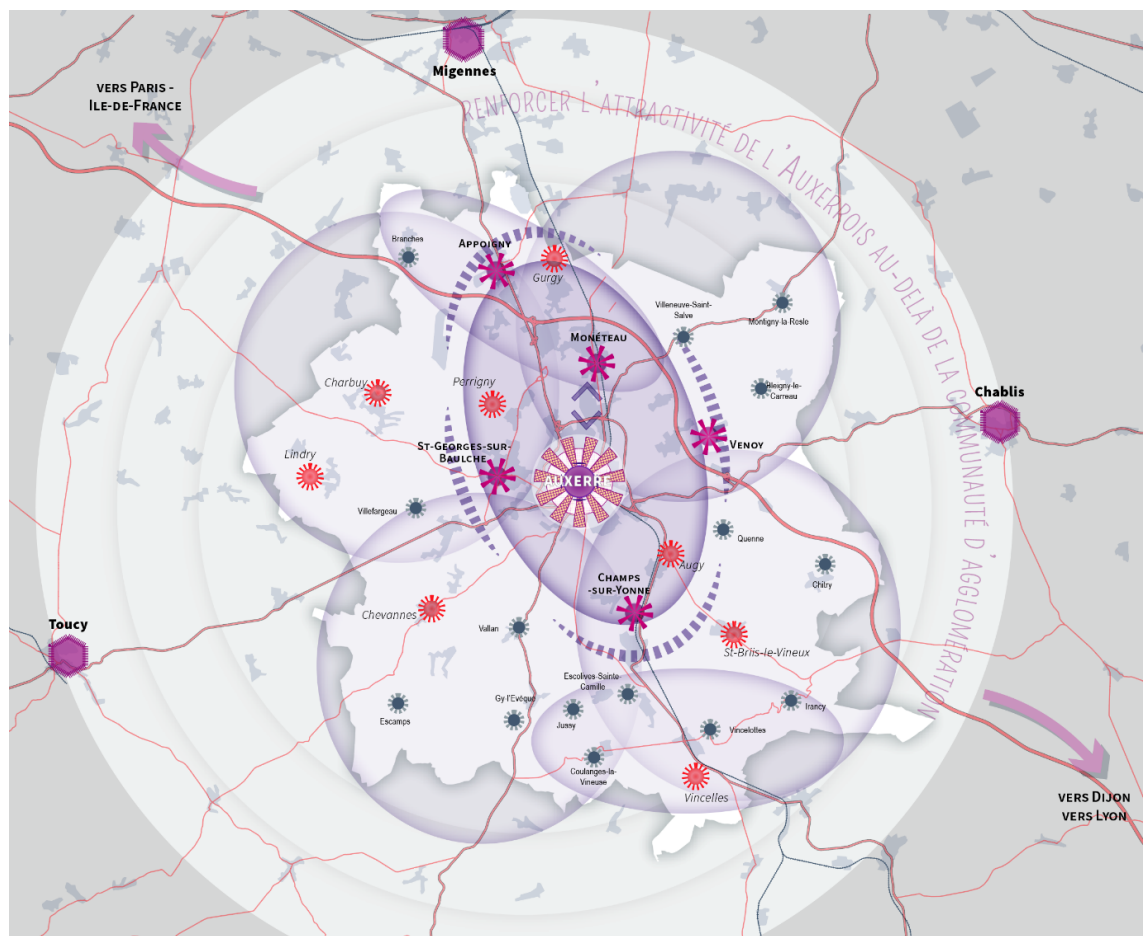 Migennes
VERS PARIS -
ILE-DE-FRANCE
RENFORCER L'ATTRACTIVITÉ DE L'AUXERROIS AU-DELÀ DE LA COMMUNAUTÉ D'AGGLOMÉRATION
Branches
APPOIGNY
Gurgy
Villeneuve-Saint-
Salve
Montigny-la-Resle
MONÉTEAU
Charbuy
Perrigny
Bleigny-le-
Carreau
Chablis
ST-GEORGES-SUR-
BAULCHE
VENOY
Lindry
AUXERRE
Villefargeau
Quenne
Augy
Chitry
CHAMPS
-SUR-YONNE
Chevannes
Toucy
Vallan
St-Bris-le-Vineux
Escolives-Sainte-
Camille
Gy-l'Evêque
Jussy
Irancy
Escamps
Vincelottes
Coulanges-la-
Vineuse
Vincelles
VERS DIJON
VERS LYON